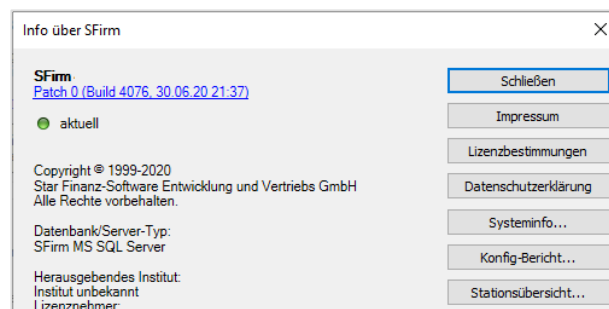 Info über SFirm
SFirm
Patch 0 (Build 4076, 30.06.20 21:37)
aktuell
Copyright © 1999-2020
Star Finanz-Software Entwicklung und Vertriebs GmbH
Alle Rechte vorbehalten.
Datenbank/Server-Typ:
SFirm MS SQL Server
Herausgebendes Institut:
Institut unbekannt
Lizenznehmer:
Schließen
Impressum
Lizenzbestimmungen
Datenschutzerklärung
Systeminfo...
Konfig-Bericht...
Stationsübersicht...